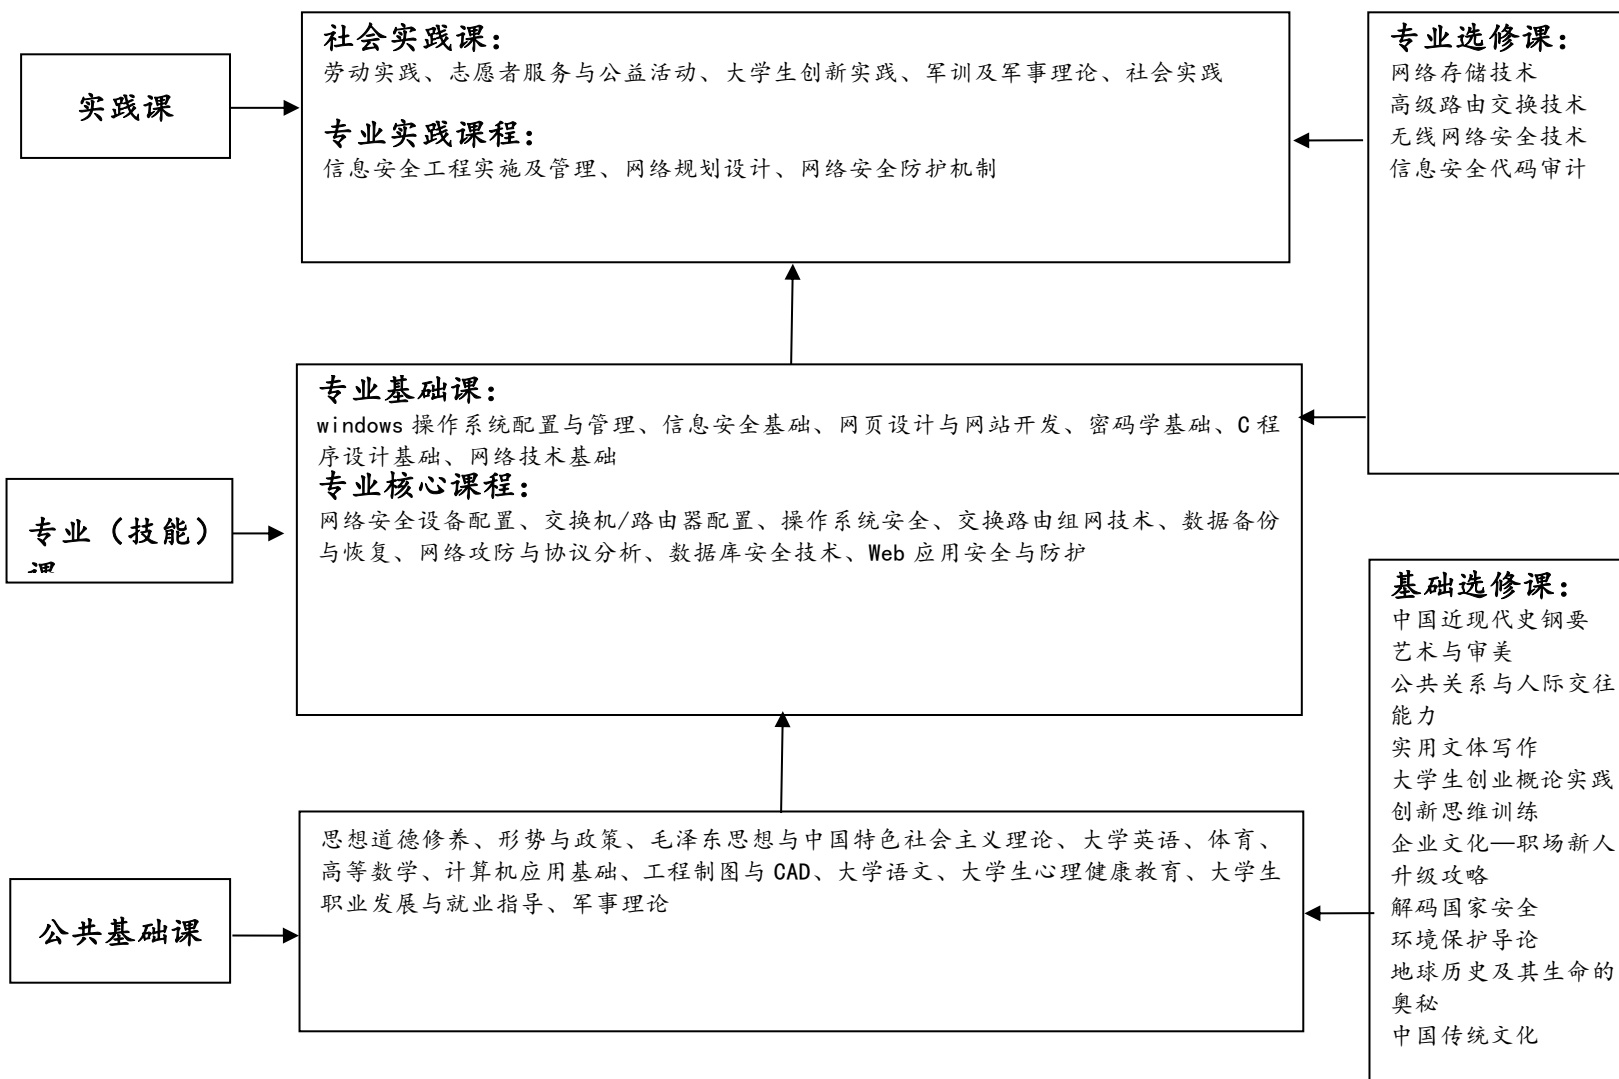 实践课
社会实践课：
劳动实践、志愿者服务与公益活动、大学生创新实践、军训及军事理论、社会实践
专业实践课程：
信息安全工程实施及管理、网络规划设计、网络安全防护机制
专业选修课：
网络存储技术
高级路由交换技术
无线网络安全技术
信息安全代码审计
专业（技能）
课
专业基础课：
windows 操作系统配置与管理、信息安全基础、网页设计与网站开发、密码学基础、C 程
序设计基础、网络技术基础
专业核心课程：
网络安全设备配置、交换机/路由器配置、操作系统安全、交换路由组网技术、数据备份
与恢复、网络攻防与协议分析、数据库安全技术、Web 应用安全与防护
公共基础课
思想道德修养、形势与政策、毛泽东思想与中国特色社会主义理论、大学英语、体育、
高等数学、计算机应用基础、工程制图与 CAD、大学语文、大学生心理健康教育、大学生
职业发展与就业指导、军事理论
基础选修课：
中国近现代史钢要
艺术与审美
公共关系与人际交往
能力
实用文体写作
大学生创业概论实践
创新思维训练
企业文化—职场新人
升级攻略
解码国家安全
环境保护导论
地球历史及其生命的
奥秘
中国传统文化